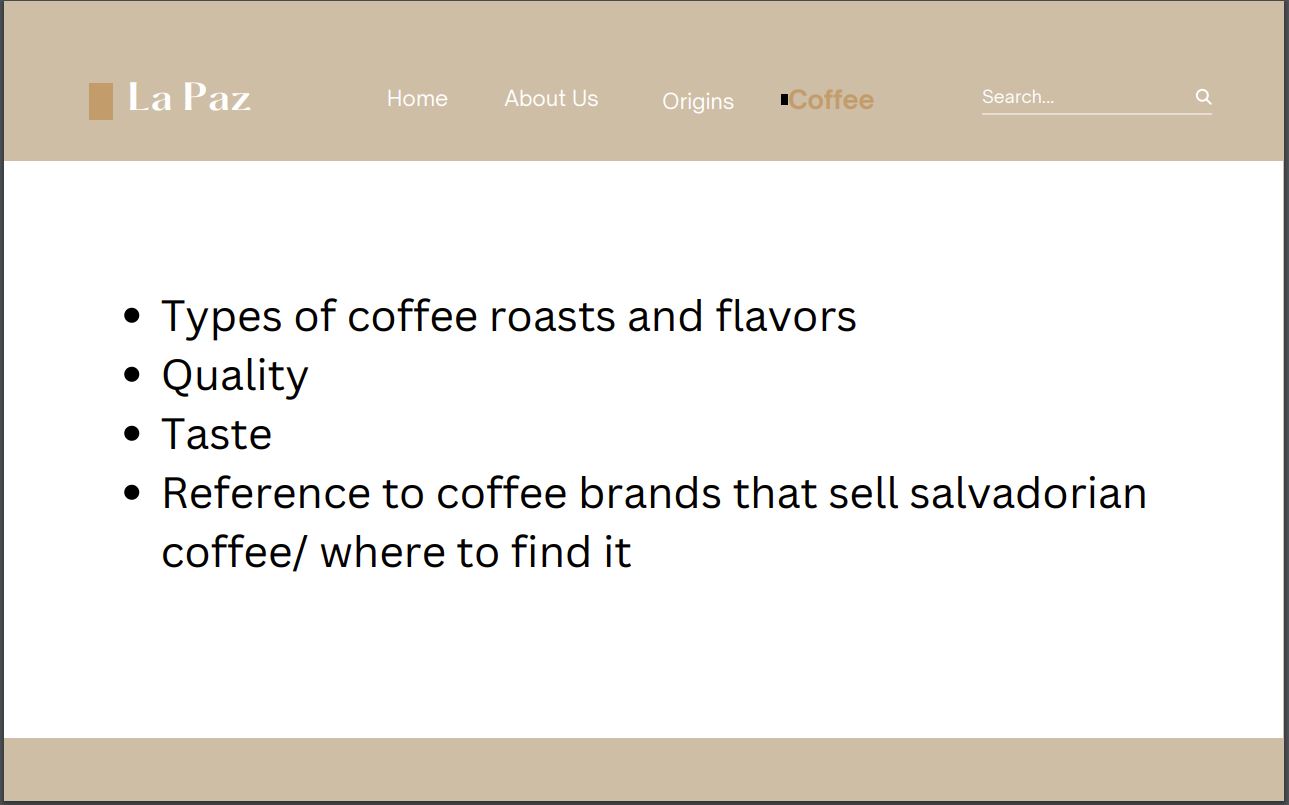 La Paz
Home
About Us
Origins
Coffee
Search...
Types of coffee roasts and flavors
Quality
Taste
Reference to coffee brands that sell salvadorian
coffee/ where to find it